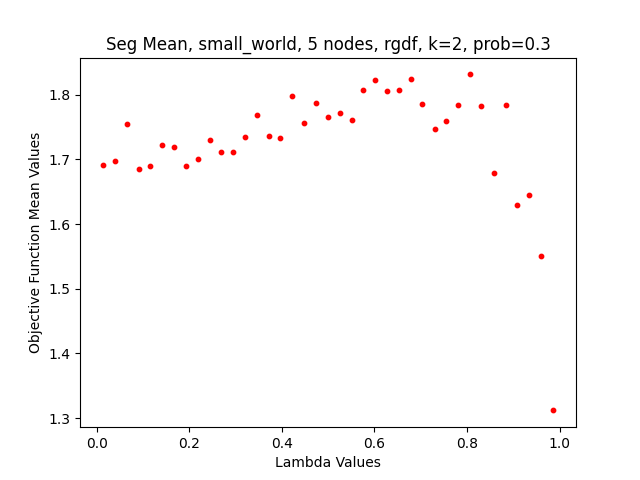 Seg Mean, small_world, 5 nodes, rgdf, k=2, prob=0.3
Objective Function Mean Values
1.8
1.7
1.6
1.5
1.4
1.3
0.0 0.2 0.4 0.6 0.8 1.0
Lambda Values